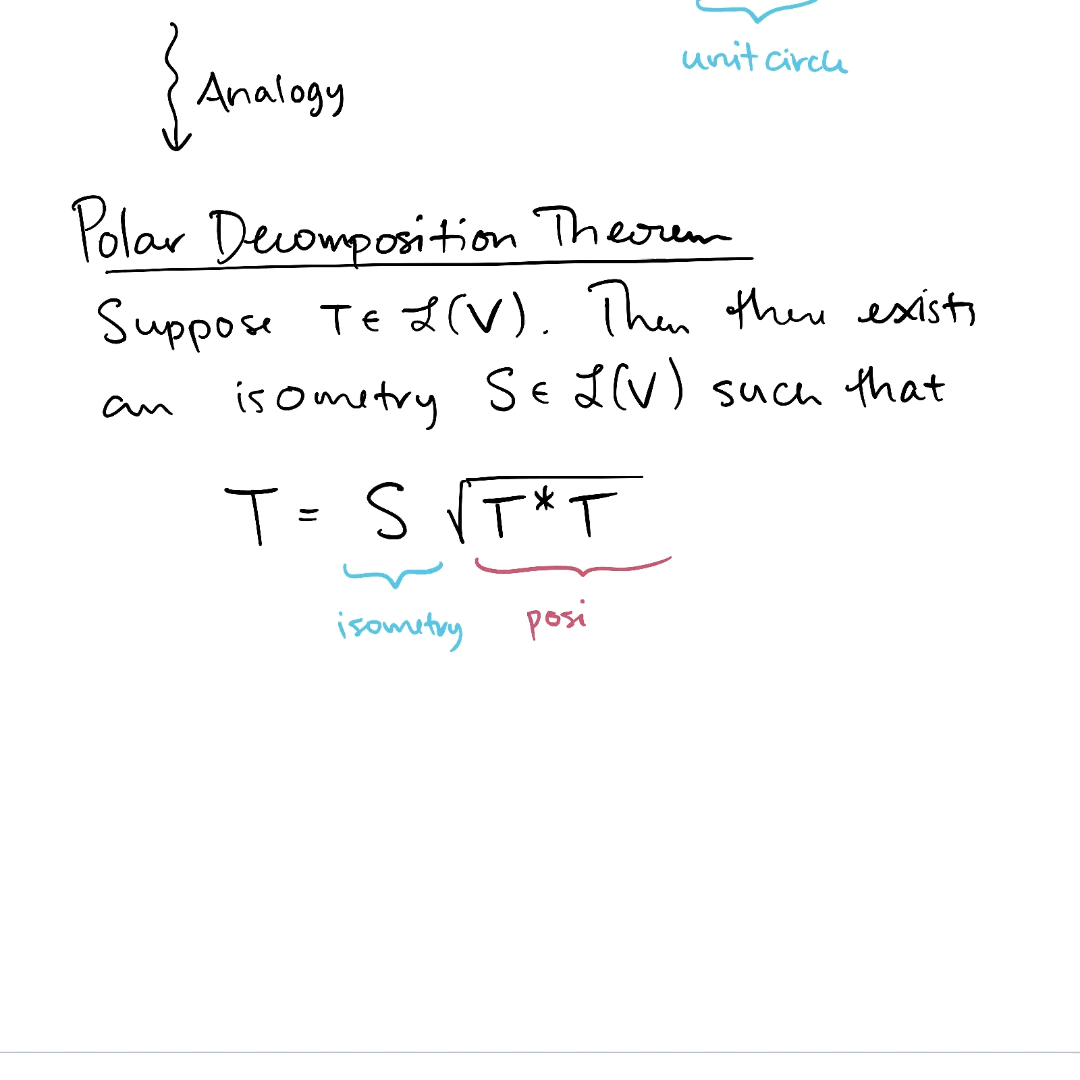 unit circle
Analogy
Polar Decomposition Theorem
Suppose T ∈ ℒ(V). Then there exists
an isometry S ∈ ℒ(V) such that
T = S √T*T
isometry posi